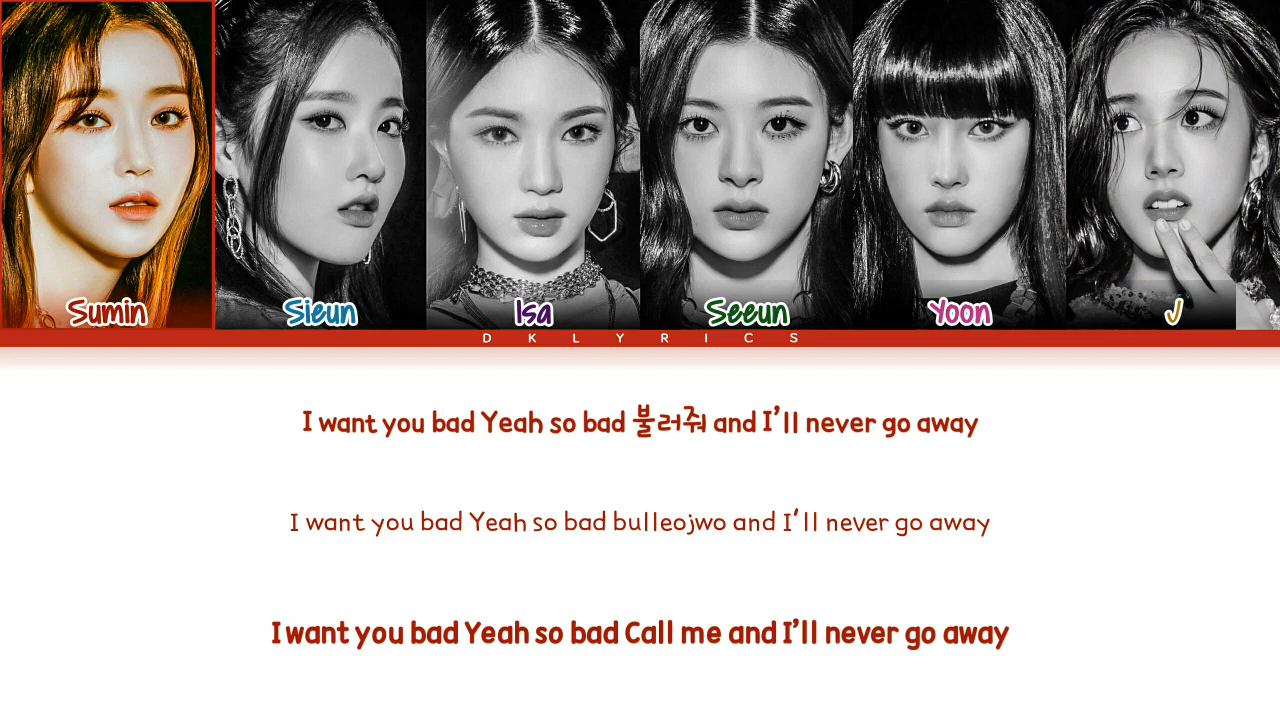 Sumin Sieun Isa Seeun Yoon J
DKLYRICS
I want you bad Yeah so bad 불러줘 and I'll never go away
I want you bad Yeah so bad bulleojwo and I'll never go away
I want you bad Yeah so bad Call me and I'll never go away